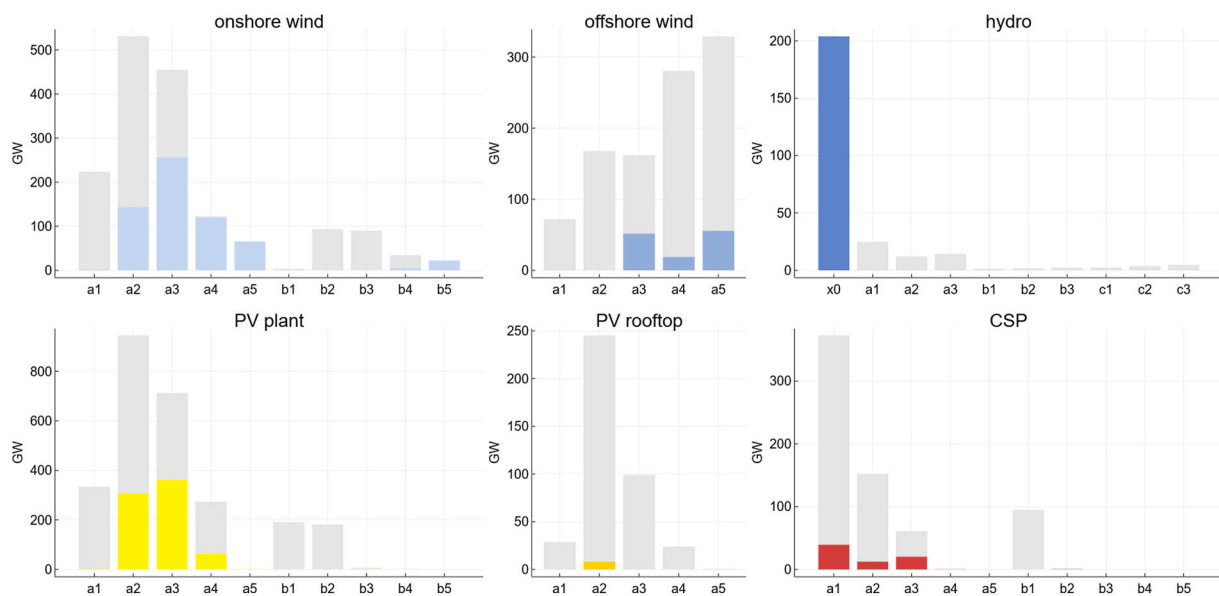 onshore wind
offshore wind
hydro
500
400
300
200
100
0
GW
a1 a2 a3 a4 a5 b1 b2 b3 b4 b5
300
200
100
0
GW
a1 a2 a3 a4 a5
200
150
100
50
0
GW
x0 a1 a2 a3 b1 b2 b3 c1 c2 c3
PV plant
PV rooftop
CSP
800
600
400
200
0
GW
a1 a2 a3 a4 a5 b1 b2 b3 b4 b5
250
200
150
100
50
0
GW
a1 a2 a3 a4 a5
300
200
100
0
GW
a1 a2 a3 a4 a5 b1 b2 b3 b4 b5